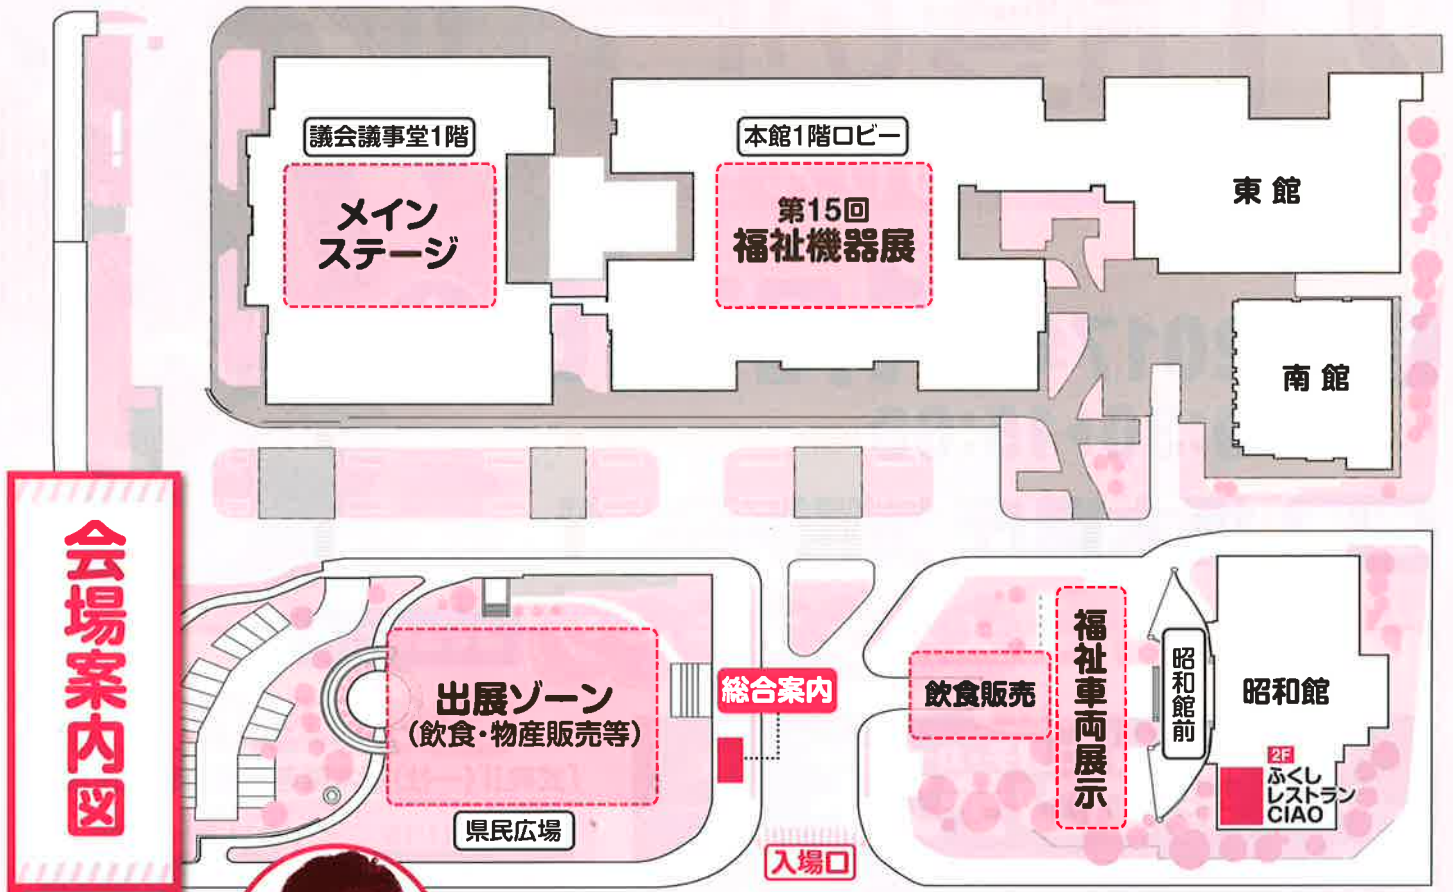 議会議事堂1階
メイン
ステージ
本館1階ロビー
第15回
福祉機器展
東館
南館
会場案内図
出展ゾーン
(飲食・物産販売等)
県民広場
総合案内
入場口
飲食販売
福祉車両展示
昭和館前
昭和館
2F
ふくし
レストラン
CIAO